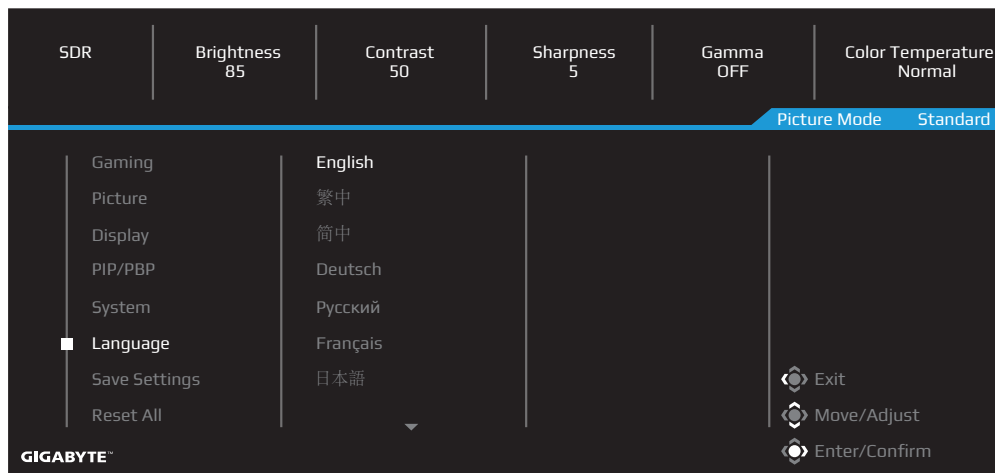 SDR Brightness Contrast Sharpness Gamma Color Temperature
85 50 5 OFF Normal
Picture Mode Standard
Gaming English
Picture 繁中
Display 简中
PIP/PBP Deutsch
System Русский
Language Français
Save Settings 日本語 Exit
Reset All Move/Adjust
GIGABYTE™ Enter/Confirm